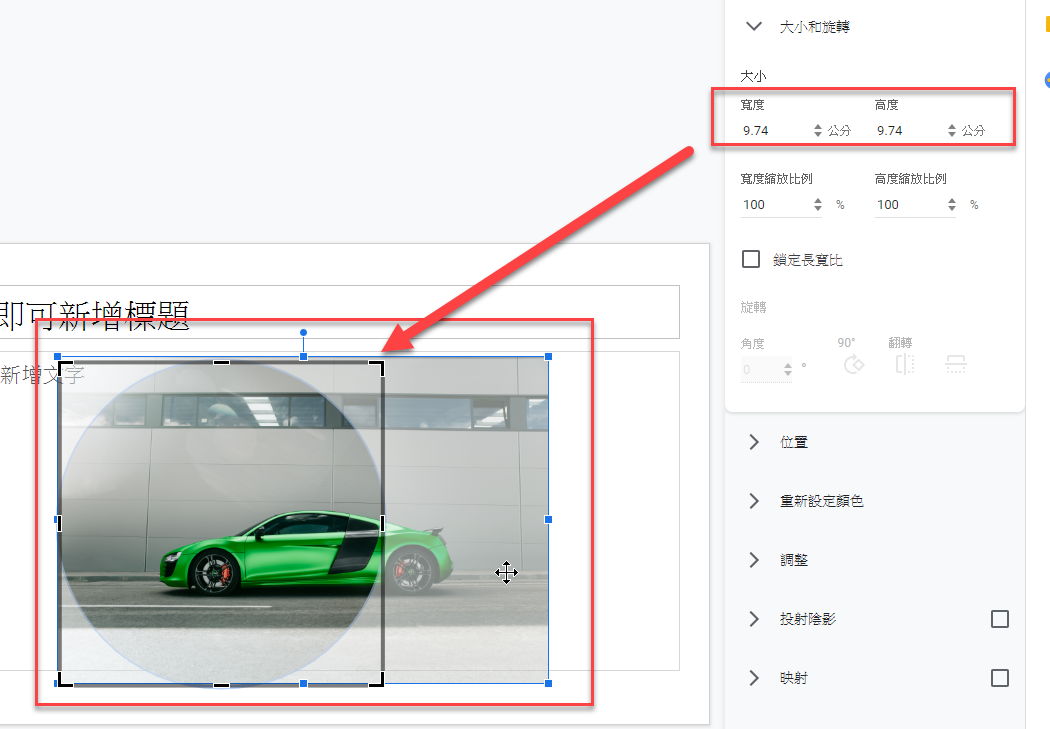 大小和旋轉
大小
寬度 高度
9.74 公分 9.74 公分
寬度縮放比例 高度縮放比例
100 % 100 %
鎖定長寬比
旋轉
角度 90° 翻轉
0 °
即可新增標題
新增文字
位置
重新設定顏色
調整
投射陰影
映射